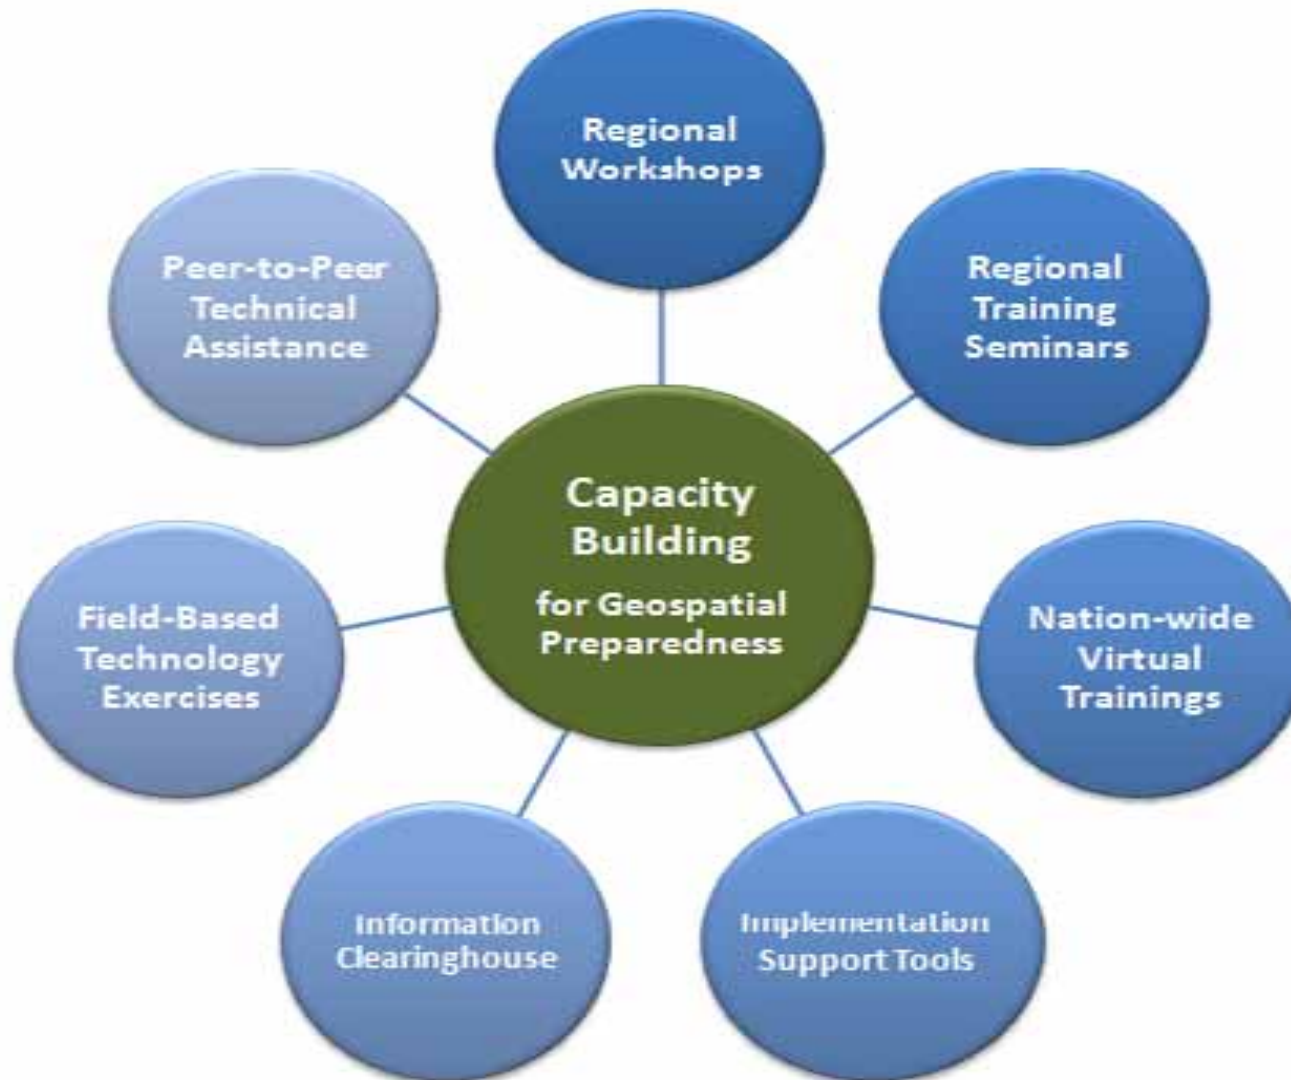 Regional
Workshops
Regional
Training
Seminars
Nation-wide
Virtual
Trainings
Implementation
Support Tools
Information
Clearinghouse
Field-Based
Technology
Exercises
Peer-to-Peer
Technical
Assistance
Capacity
Building
for Geospatial
Preparedness